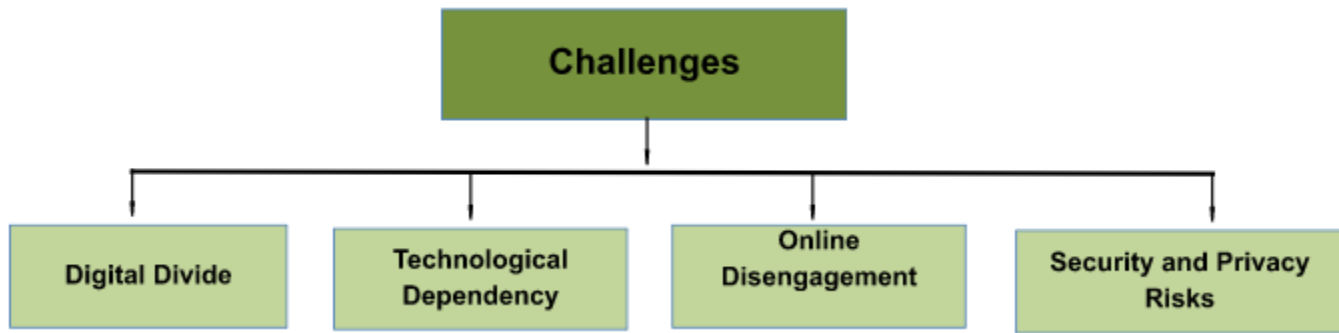 Challenges
Digital Divide
Technological
Dependency
Online
Disengagement
Security and Privacy
Risks